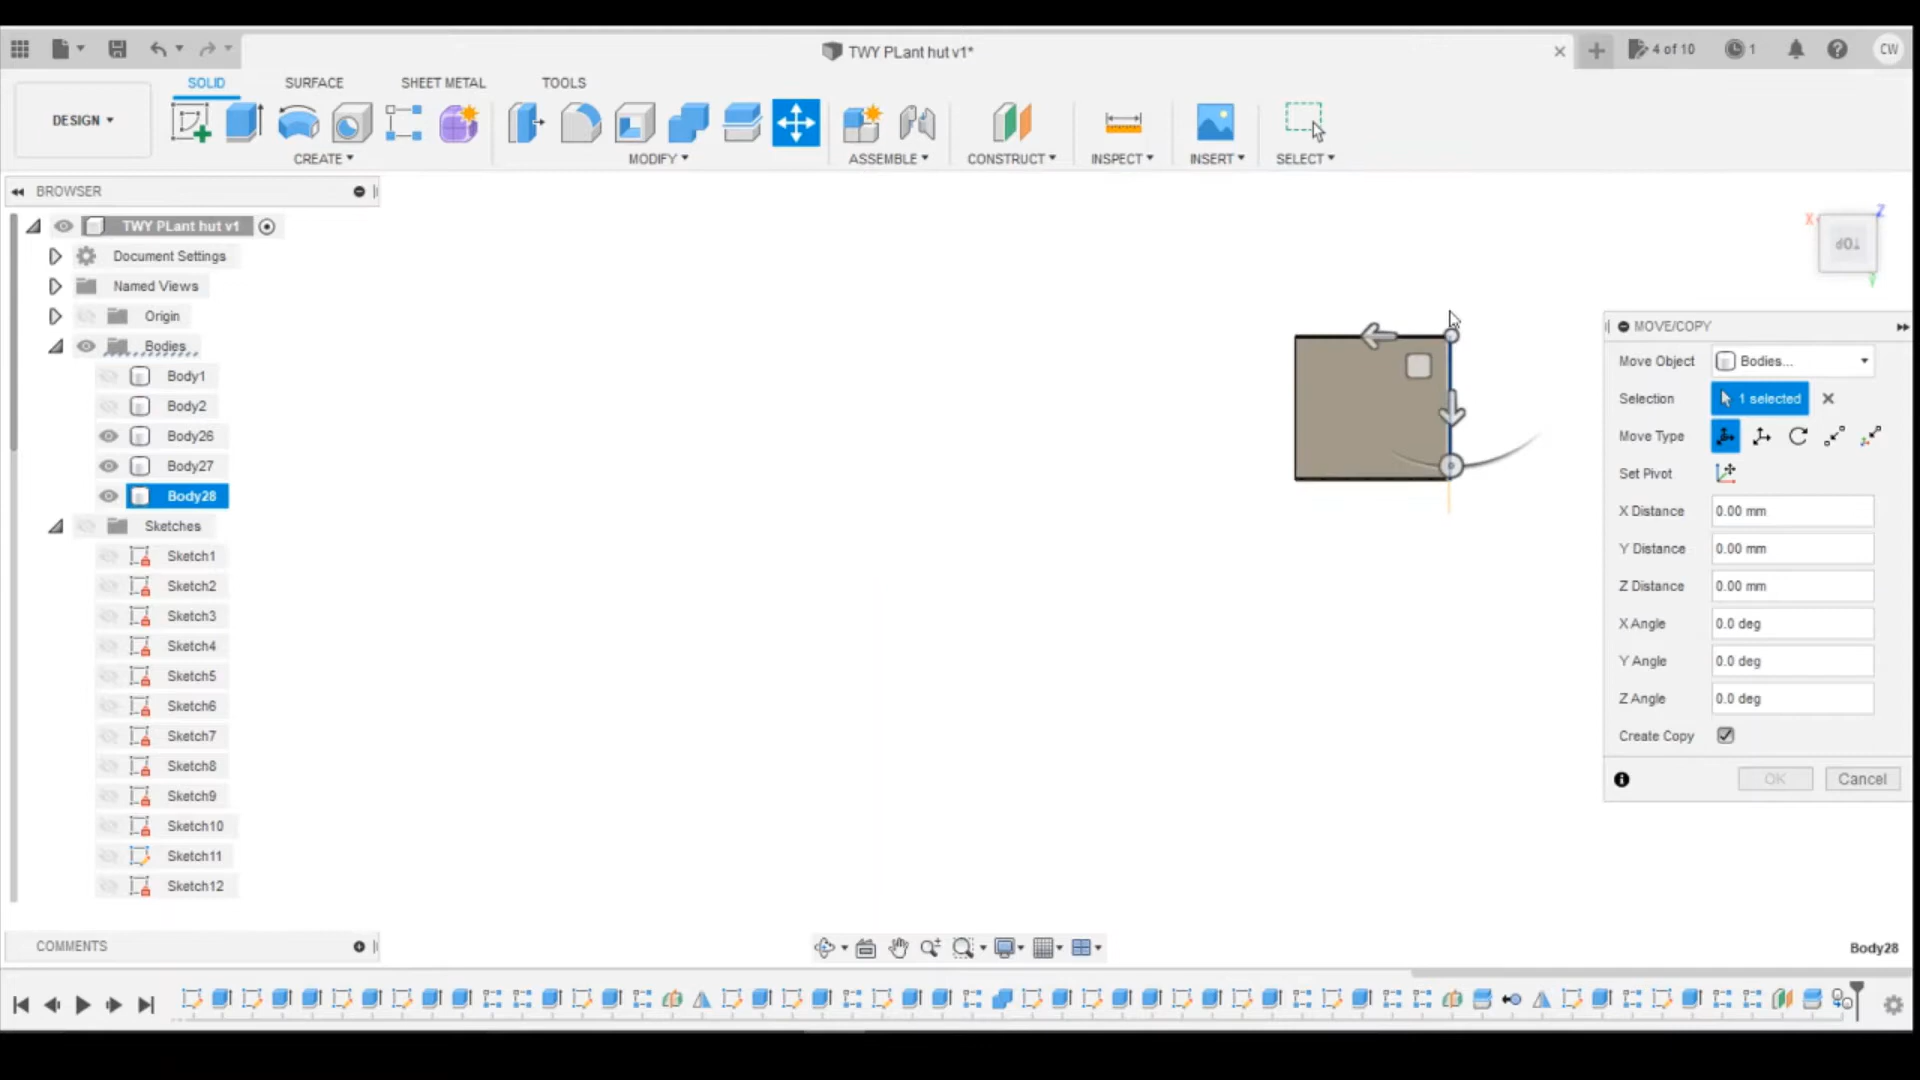 TWY PLant hut v1*
4 of 10
1
CW
DESIGN
SOLID
SURFACE
SHEET METAL
TOOLS
CREATE
MODIFY
ASSEMBLE
CONSTRUCT
INSPECT
INSERT
SELECT
BROWSER
TWY PLant hut v1
Document Settings
Named Views
Origin
Bodies
Body1
Body2
Body26
Body27
Body28
Sketches
Sketch1
Sketch2
Sketch3
Sketch4
Sketch5
Sketch6
Sketch7
Sketch8
Sketch9
Sketch10
Sketch11
Sketch12
COMMENTS
X
Z
TOP
Y
MOVE/COPY
Move Object Bodies...
Selection 1 selected
Move Type
Set Pivot
X Distance 0.00 mm
Y Distance 0.00 mm
Z Distance 0.00 mm
X Angle 0.0 deg
Y Angle 0.0 deg
Z Angle 0.0 deg
Create Copy
OK Cancel
Body28